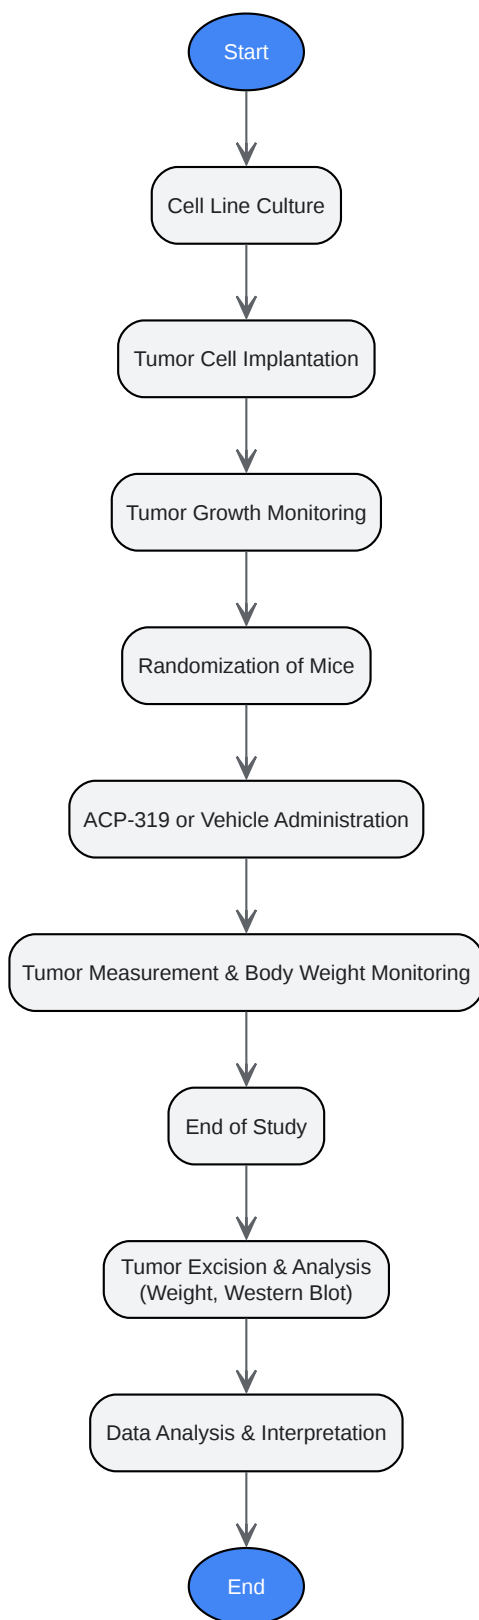 Start
Cell Line Culture
Tumor Cell Implantation
Tumor Growth Monitoring
Randomization of Mice
ACP-319 or Vehicle Administration
Tumor Measurement & Body Weight Monitoring
End of Study
Tumor Excision & Analysis
(Weight, Western Blot)
Data Analysis & Interpretation
End